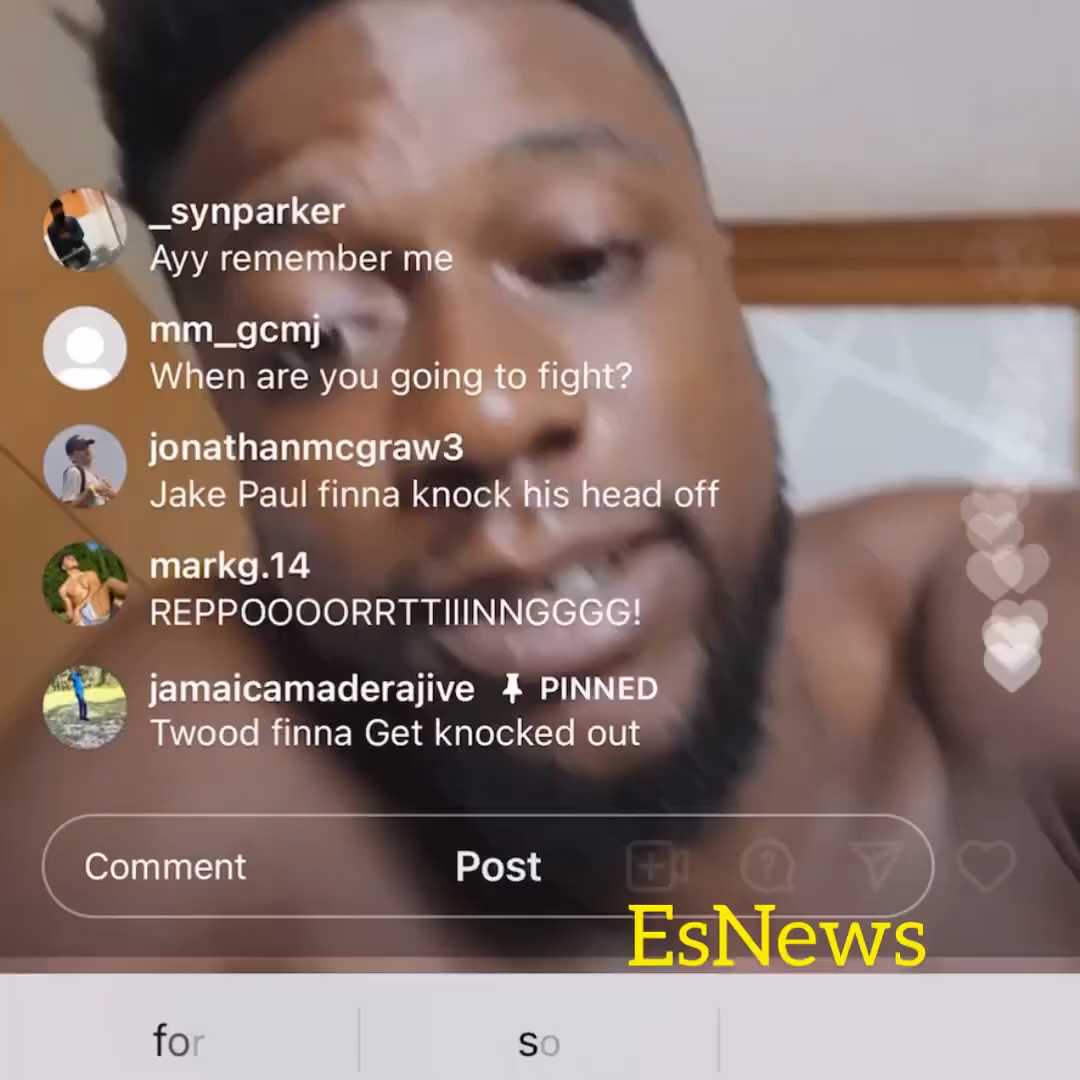 _synparker
Ayy remember me
mm_gcmj
When are you going to fight?
jonathanmcgraw3
Jake Paul finna knock his head off
markg.14
REPPOOOORRTTIIINNGGGG!
jamaicamaderajive PINNED
Twood finna Get knocked out
Comment Post
EsNews
for so